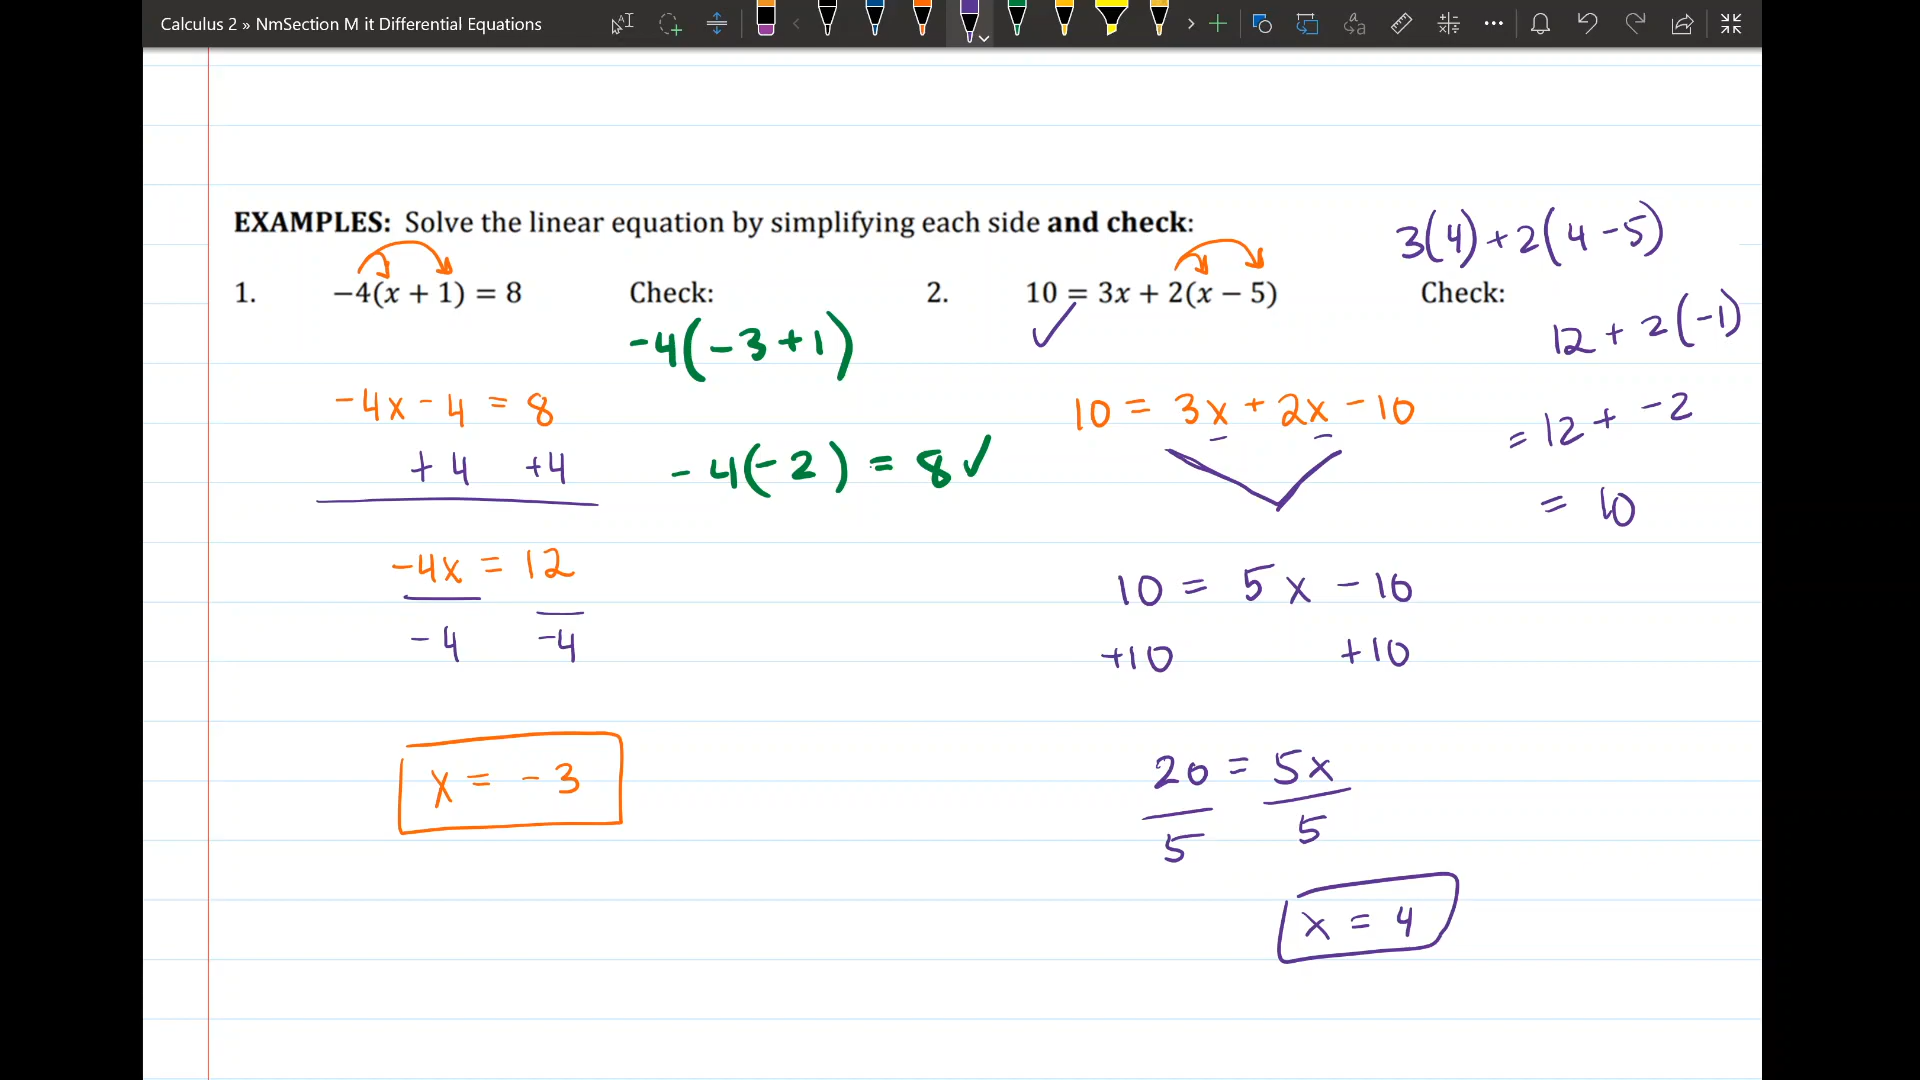 Calculus 2 » NmSection M it Differential Equations
EXAMPLES: Solve the linear equation by simplifying each side and check:
1. −4(x + 1) = 8 Check:
-4(-3+1)
-4x - 4 = 8
+ 4 +4
-4(-2) = 8 ✓
-4x = 12
-4 -4
x = -3
2. 10 = 3x + 2(x − 5) Check:
✓
3(4)+2(4-5)
12 + 2(-1)
10 = 3x + 2x - 10
= 12 + -2
= 10
10 = 5x - 10
+10 +10
20 = 5x
5 5
x = 4